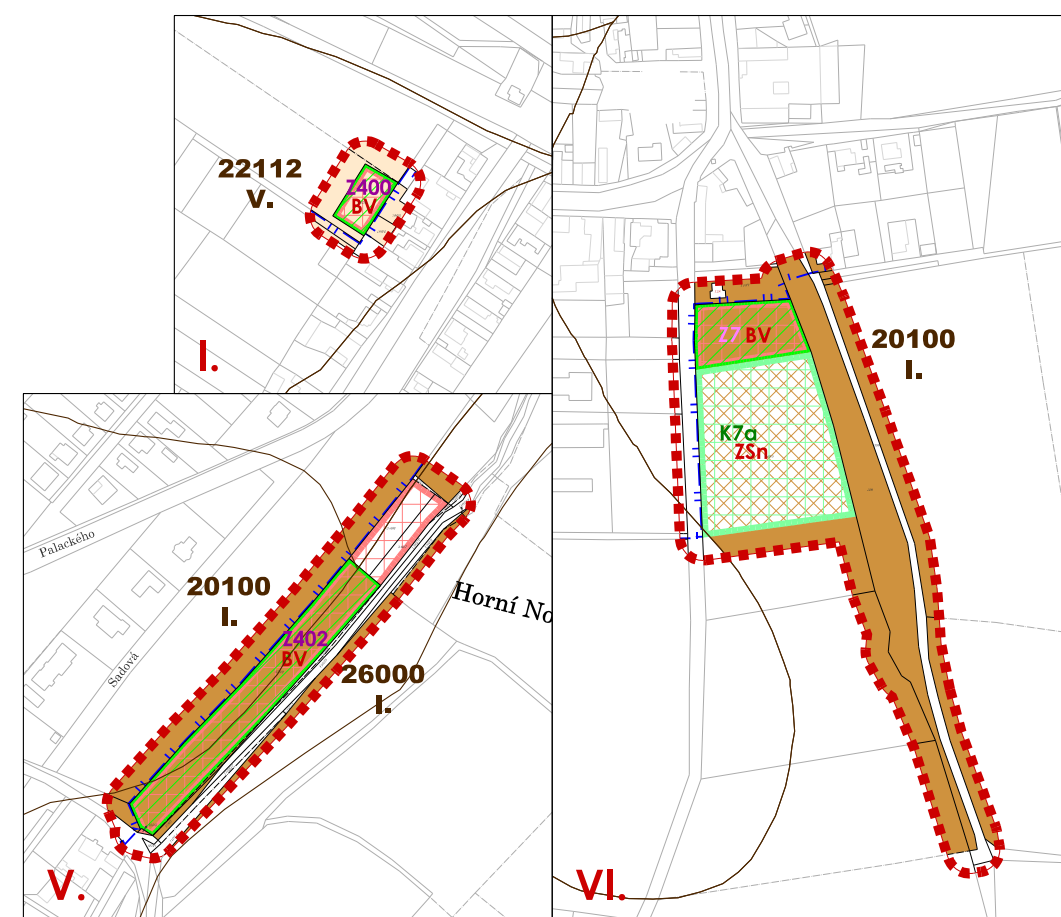 22112
V.
Z400
BV
I.
20100
I.
Z7 BV
K7a
ZSn
VI.
Palackého
Sadová
20100
I.
Z402
BV
26000
I.
Horní No
V.